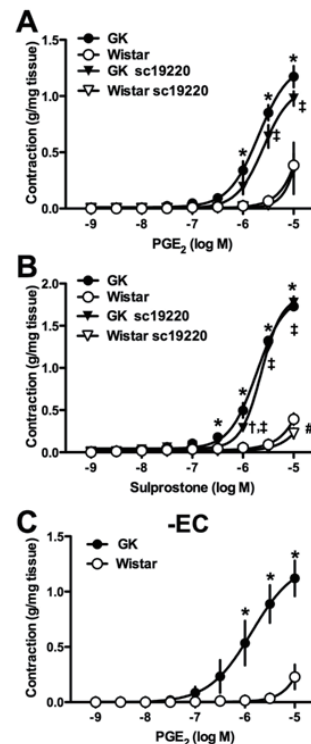 A
GK
Wistar
GK sc19220
Wistar sc19220
Contraction (g/mg tissue)
1.5
1.0
0.5
0.0
* * * ‡ ‡
-9 -8 -7 -6 -5
PGE2 (log M)
B
GK
Wistar
GK sc19220
Wistar sc19220
Contraction (g/mg tissue)
2.0
1.5
1.0
0.5
0.0
* * * * ‡ ‡ †,‡ #
-9 -8 -7 -6 -5
Sulprostone (log M)
C -EC
GK
Wistar
Contraction (g/mg tissue)
1.5
1.0
0.5
0.0
* * *
-9 -8 -7 -6 -5
PGE2 (log M)